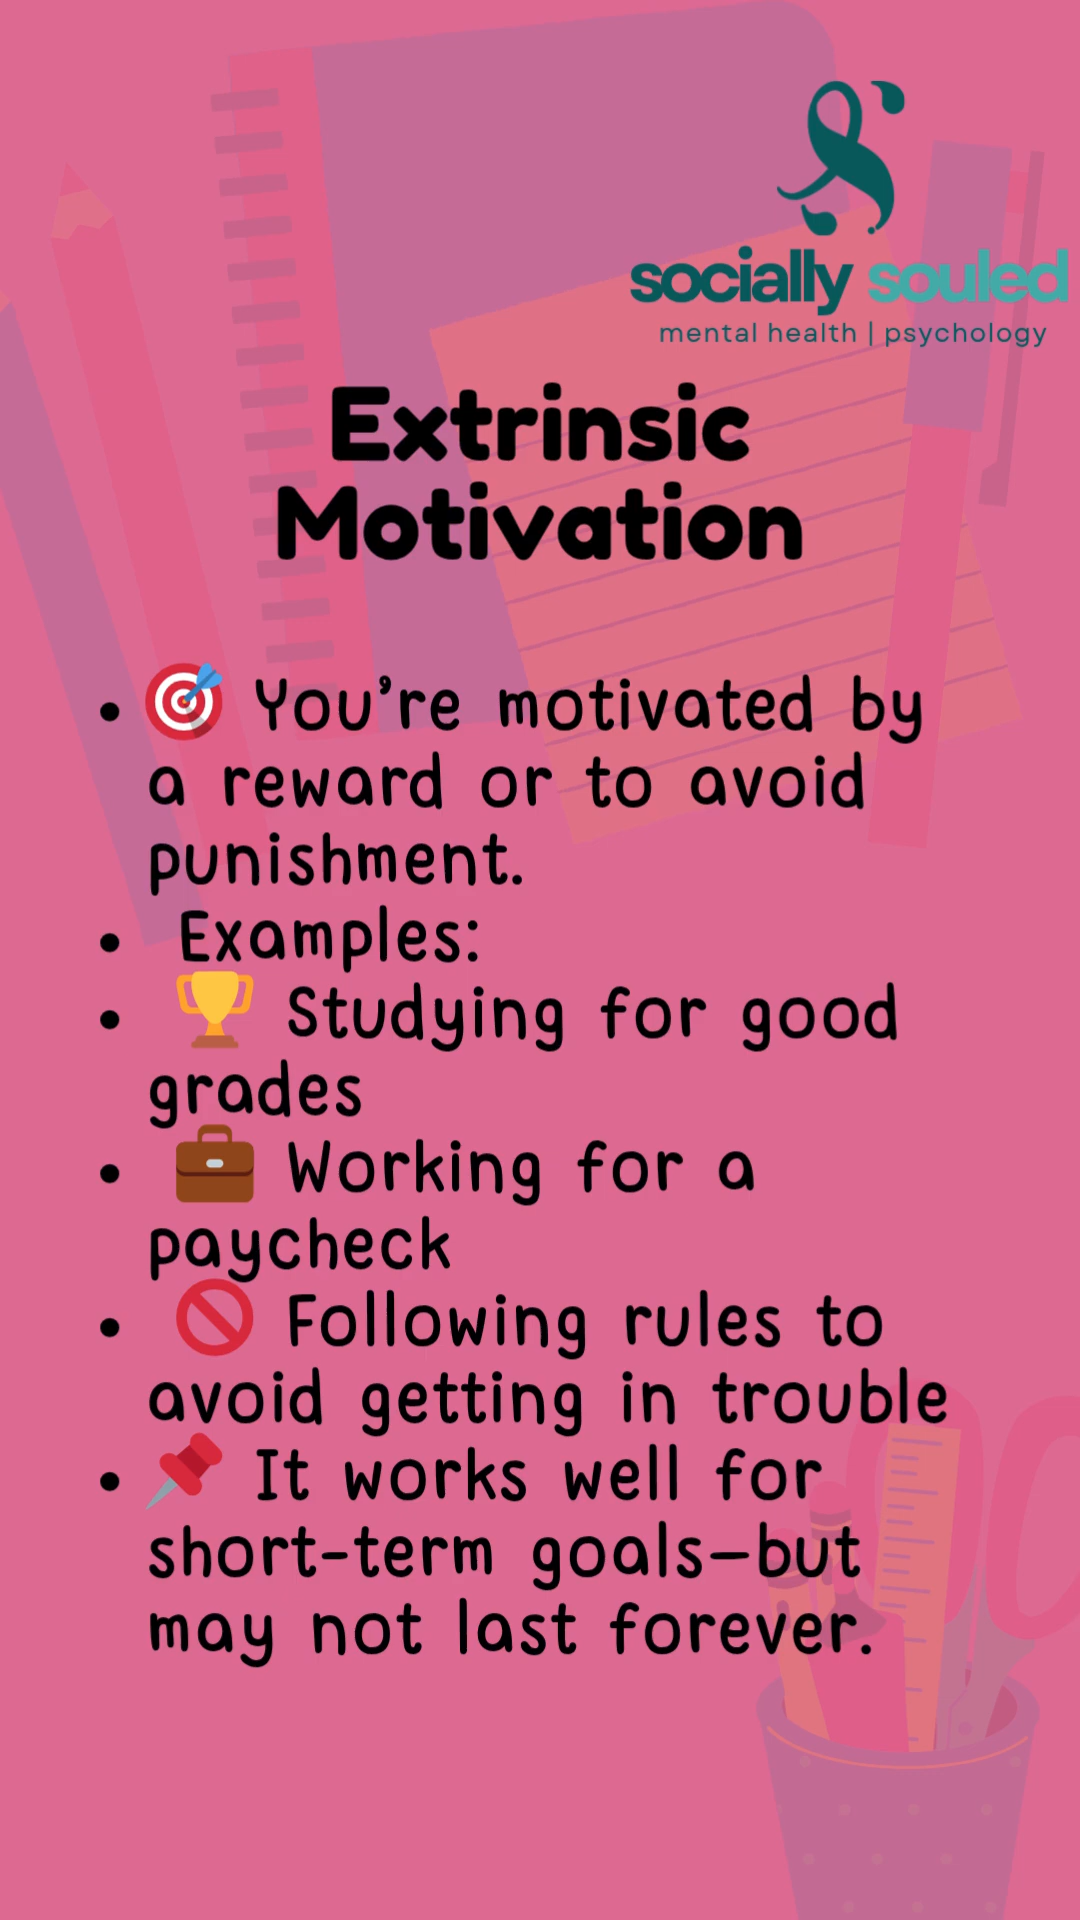 socially souled
mental health | psychology
Extrinsic
Motivation
• 🎯 You’re motivated by
a reward or to avoid
punishment.
• Examples:
• 🏆 Studying for good
grades
• 💼 Working for a
paycheck
• 🚫 Following rules to
avoid getting in trouble
• 📌 It works well for
short-term goals—but
may not last forever.